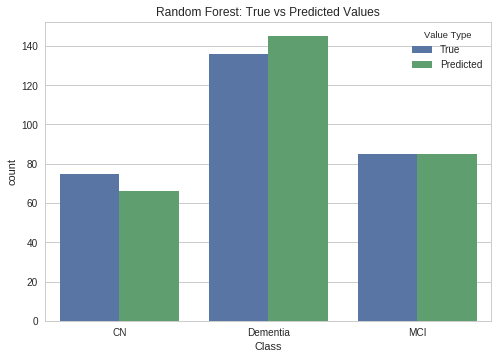 Random Forest: True vs Predicted Values
Value Type
True
Predicted
count
140
120
100
80
60
40
20
0
CN
Dementia
MCI
Class